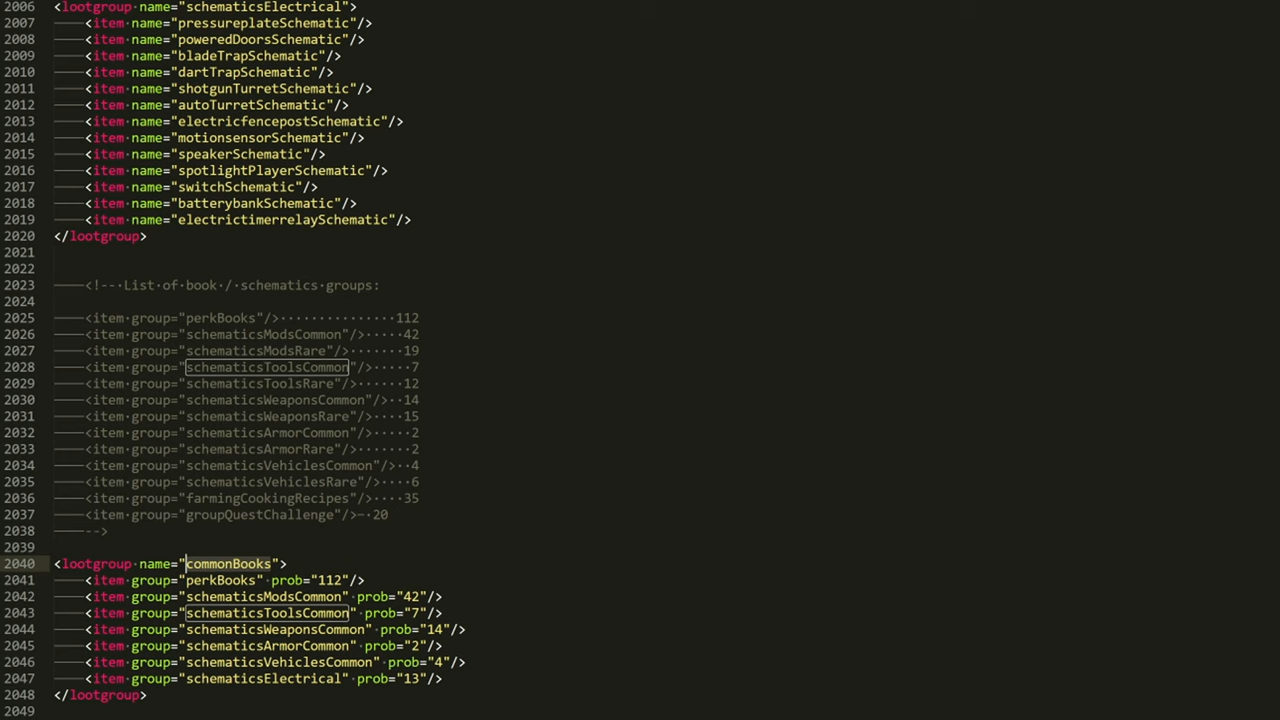 2006 <lootgroup name="schematicsElectrical">
2007 <item name="pressureplateSchematic"/>
2008 <item name="poweredDoorsSchematic"/>
2009 <item name="bladeTrapSchematic"/>
2010 <item name="dartTrapSchematic"/>
2011 <item name="shotgunTurretSchematic"/>
2012 <item name="autoTurretSchematic"/>
2013 <item name="electricfencepostSchematic"/>
2014 <item name="motionsensorSchematic"/>
2015 <item name="speakerSchematic"/>
2016 <item name="spotlightPlayerSchematic"/>
2017 <item name="switchSchematic"/>
2018 <item name="batterybankSchematic"/>
2019 <item name="electrictimerrelaySchematic"/>
2020 </lootgroup>
2021
2022
2023 <!-- List of book / schematics groups:
2024
2025 <item group="perkBooks"/> 112
2026 <item group="schematicsModsCommon"/> 42
2027 <item group="schematicsModsRare"/> 19
2028 <item group="schematicsToolsCommon"/> 7
2029 <item group="schematicsToolsRare"/> 12
2030 <item group="schematicsWeaponsCommon"/> 14
2031 <item group="schematicsWeaponsRare"/> 15
2032 <item group="schematicsArmorCommon"/> 2
2033 <item group="schematicsArmorRare"/> 2
2034 <item group="schematicsVehiclesCommon"/> 4
2035 <item group="schematicsVehiclesRare"/> 6
2036 <item group="farmingCookingRecipes"/> 35
2037 <item group="groupQuestChallenge"/> 20
2038 -->
2039
2040 <lootgroup name="commonBooks">
2041 <item group="perkBooks" prob="112"/>
2042 <item group="schematicsModsCommon" prob="42"/>
2043 <item group="schematicsToolsCommon" prob="7"/>
2044 <item group="schematicsWeaponsCommon" prob="14"/>
2045 <item group="schematicsArmorCommon" prob="2"/>
2046 <item group="schematicsVehiclesCommon" prob="4"/>
2047 <item group="schematicsElectrical" prob="13"/>
2048 </lootgroup>
2049